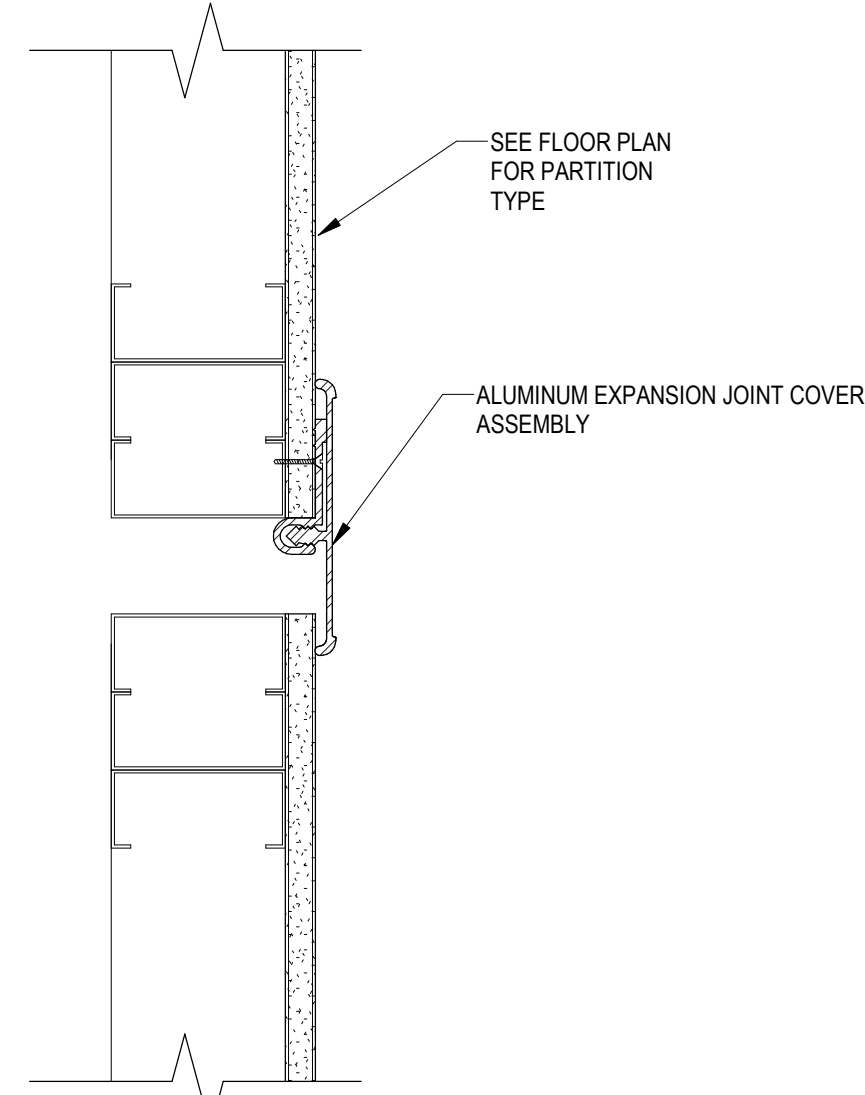 SEE FLOOR PLAN
FOR PARTITION
TYPE
ALUMINUM EXPANSION JOINT COVER
ASSEMBLY